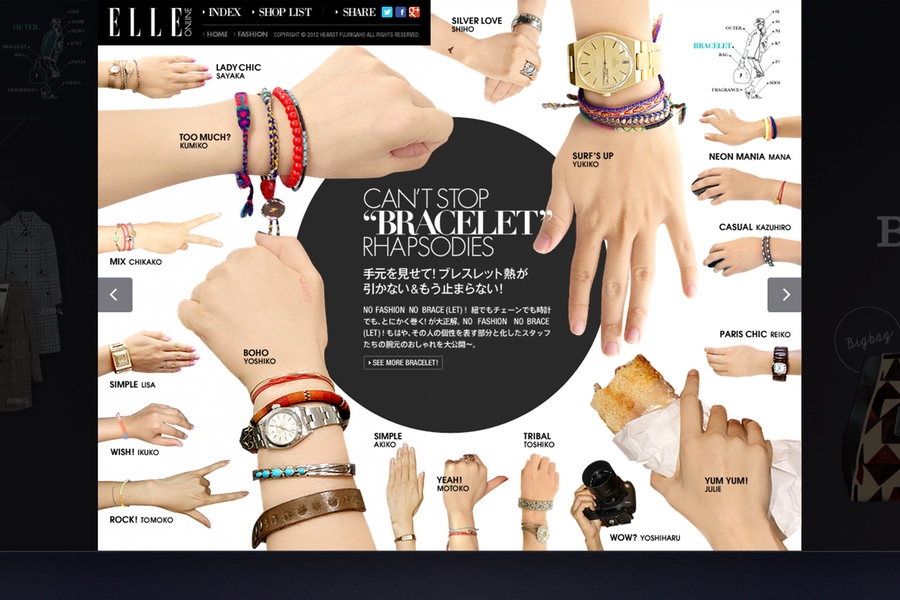 ELLE ONLINE
INDEX SHOP LIST SHARE
HOME FASHION COPYRIGHT © 2012 HEARST FUJINGAHO ALL RIGHTS RESERVED.
OUTER
BRACELET
BAG
FRAGRANCE
LADY CHIC
SAYAKA
SILVER LOVE
SHIHO
OUTER
BRACELET
BAG
FRAGRANCE
TOO MUCH?
KUMIKO
SURF'S UP
YUKIKO
NEON MANIA MANA
CAN'T STOP
“BRACELET”
RHAPSODIES
手元を見せて! ブレスレット熱が
引かない&もう止まらない!
NO FASHION NO BRACE (LET) ! 紐でもチェーンでも時計
でも、とにかく巻く! が大正解。NO FASHION NO BRACE
(LET) ! もはや、その人の個性を表す部分と化したスタッフ
たちの腕元のおしゃれを大公開〜。
SEE MORE BRACELET!
MIX CHIKAKO
CASUAL KAZUHIRO
BOHO
YOSHIKO
PARIS CHIC REIKO
Bigbag
SIMPLE LISA
WISH! IKUKO
ROCK! TOMOKO
SIMPLE
AKIKO
YEAH!
MOTOKO
TRIBAL
TOSHIKO
WOW? YOSHIHARU
YUM YUM!
JULIE